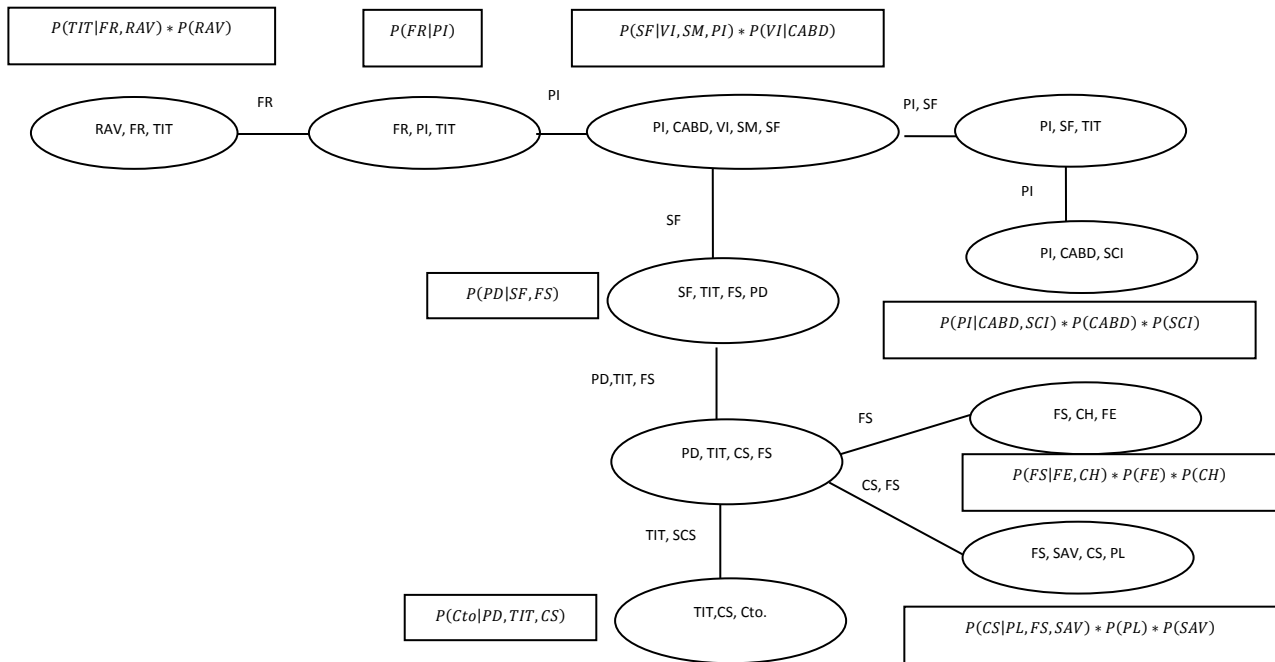 P(TIT|FR, RAV) ∗ P(RAV)
P(FR|PI)
P(SF|VI, SM, PI) ∗ P(VI|CABD)
FR
PI
PI, SF
RAV, FR, TIT
FR, PI, TIT
PI, CABD, VI, SM, SF
PI, SF, TIT
PI
SF
PI, CABD, SCI
P(PD|SF, FS)
SF, TIT, FS, PD
P(PI|CABD, SCI) ∗ P(CABD) ∗ P(SCI)
PD,TIT, FS
FS
FS, CH, FE
PD, TIT, CS, FS
P(FS|FE, CH) ∗ P(FE) ∗ P(CH)
CS, FS
TIT, SCS
FS, SAV, CS, PL
P(Cto|PD, TIT, CS)
TIT,CS, Cto.
P(CS|PL, FS, SAV) ∗ P(PL) ∗ P(SAV)